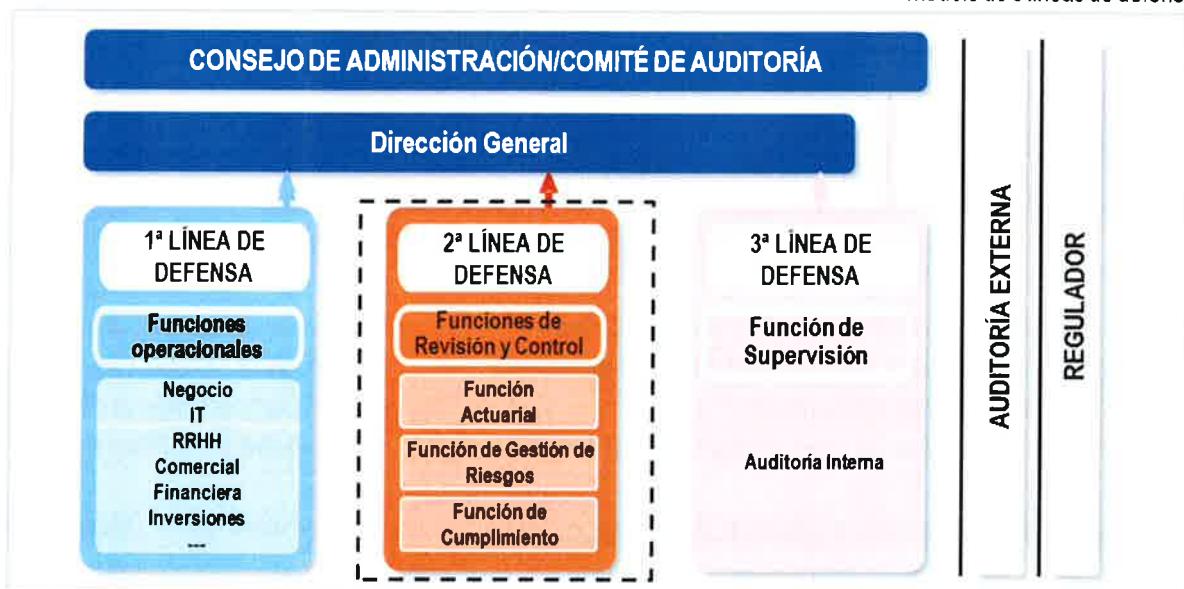 CONSEJO DE ADMINISTRACIÓN/COMITÉ DE AUDITORÍA
Dirección General
1ª LÍNEA DE
DEFENSA
Funciones
operacionales
Negocio
IT
RRHH
Comercial
Financiera
Inversiones
...
2ª LÍNEA DE
DEFENSA
Funciones de
Revisión y Control
Función
Actuarial
Función de Gestión de
Riesgos
Función de
Cumplimiento
3ª LÍNEA DE
DEFENSA
Función de
Supervisión
Auditoría Interna
AUDITORÍA EXTERNA
REGULADOR